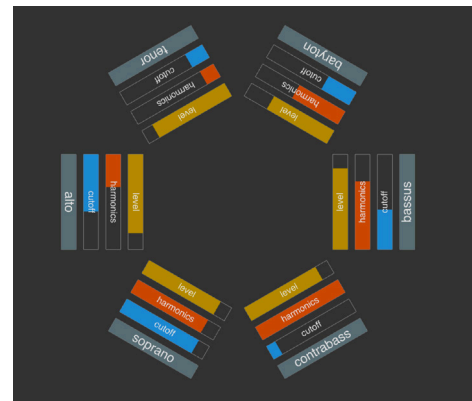 tenor
cutoff
harmonics
level
baryton
cutoff
harmonics
level
alto
cutoff
harmonics
level
level
harmonics
cutoff
bassus
level
harmonics
cutoff
soprano
level
harmonics
cutoff
contrabass